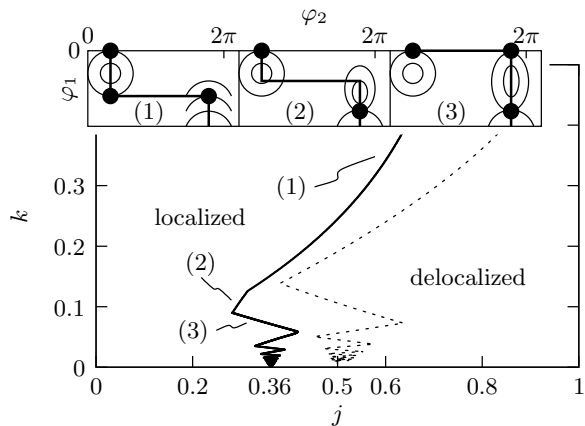 φ₂
0 2π 2π 2π
0
φ₁
(1) (2) (3)
0.3
(1)
k
localized
0.2
(2)
delocalized
0.1
(3)
0
0 0.2 0.36 0.5 0.6 0.8 1
j